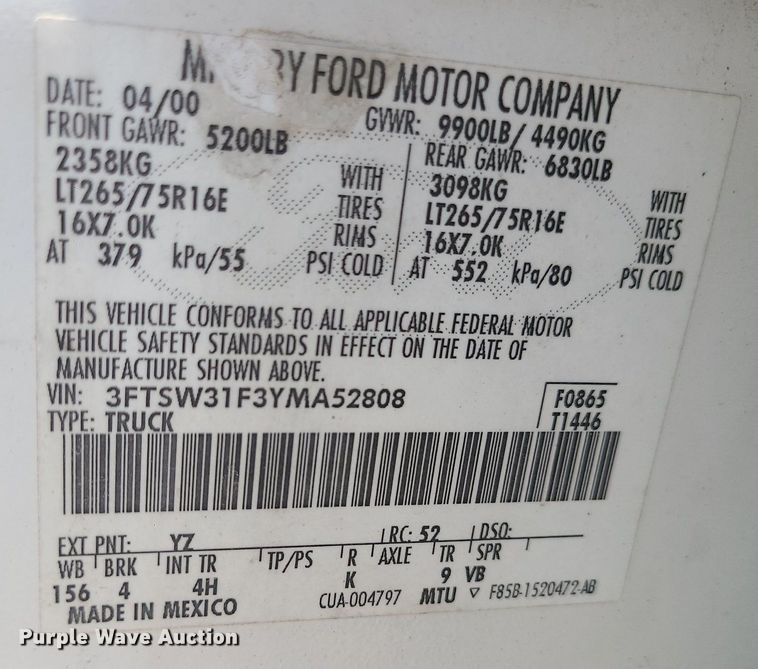 BY FORD MOTOR COMPANY
DATE: 04/00 GVWR: 9900LB/ 4490KG
FRONT GAWR: 5200LB REAR GAWR: 6830LB
2358KG WITH 3098KG WITH
LT265/75R16E TIRES LT265/75R16E TIRES
16X7.0K RIMS 16X7.0K RIMS
AT 379 kPa/55 PSI COLD AT 552 kPa/80 PSI COLD
THIS VEHICLE CONFORMS TO ALL APPLICABLE FEDERAL MOTOR
VEHICLE SAFETY STANDARDS IN EFFECT ON THE DATE OF
MANUFACTURE SHOWN ABOVE.
VIN: 3FTSW31F3YMA52808 F0865
TYPE: TRUCK T1446
EXT PNT: YZ RC: 52 DSO:
WB BRK INT TR TP/PS R AXLE TR SPR
156 4 4H K 9 VB
MADE IN MEXICO CUA-004797 MTU ▽ F85B-1520472-AB
Purple Wave Auction